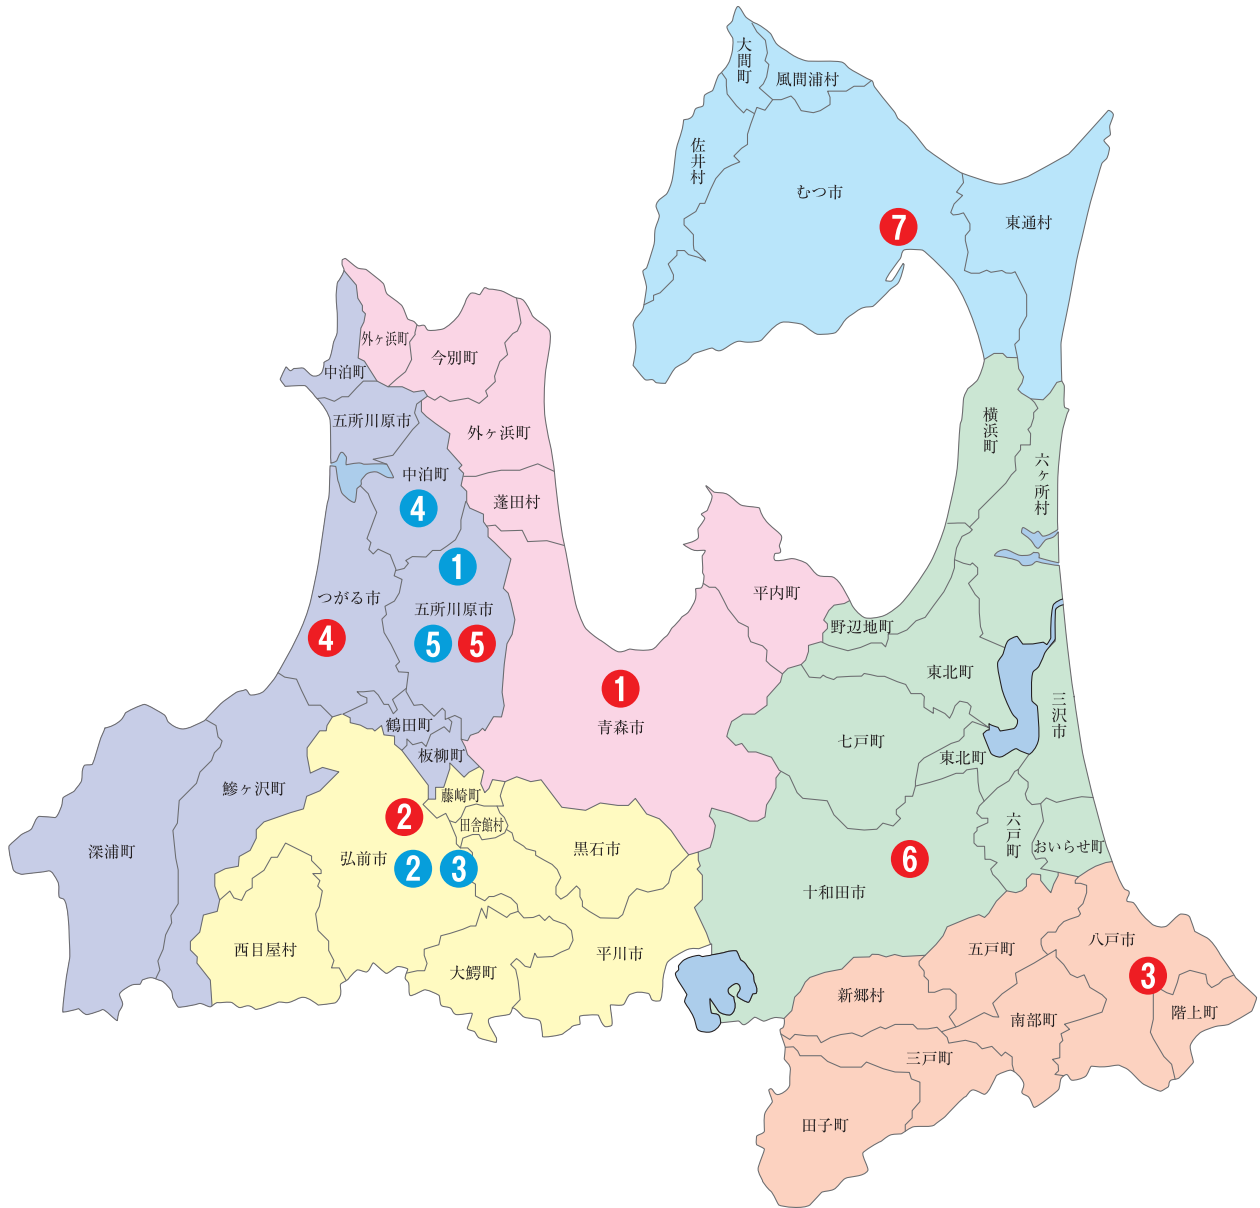 大間町
風間浦村
佐井村
むつ市
7
東通村
外ヶ浜町
今別町
中泊町
五所川原市
外ヶ浜町
横浜町
六ヶ所村
中泊町
4
蓬田村
1
つがる市
4
五所川原市
5
5
平内町
野辺地町
東北町
1
青森市
三沢市
鶴田町
板柳町
七戸町
東北町
鰺ヶ沢町
藤崎町
2
田舎館村
六戸町
おいらせ町
深浦町
弘前市
2
3
黒石市
6
十和田市
西目屋村
大鰐町
平川市
五戸町
八戸市
3
新郷村
南部町
階上町
三戸町
田子町